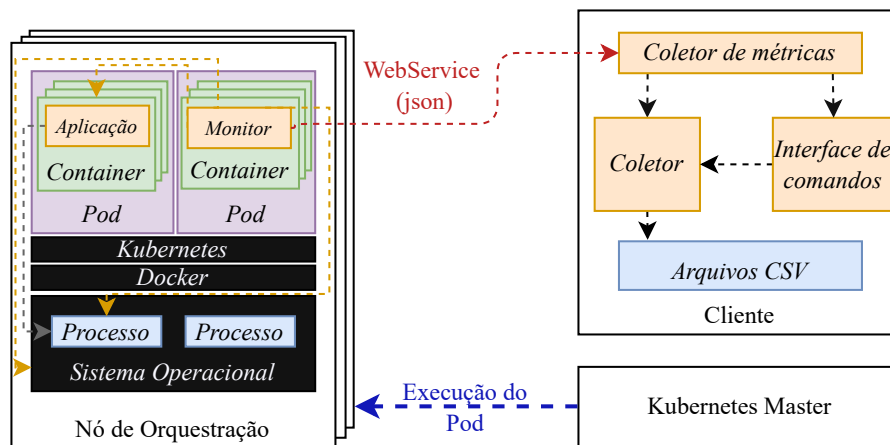 Aplicação
Monitor
Container
Container
Pod
Pod
Kubernetes
Docker
Processo
Processo
Sistema Operacional
Nó de Orquestração
WebService
(json)
Coletor de métricas
Coletor
Interface de
comandos
Arquivos CSV
Cliente
Execução do
Pod
Kubernetes Master